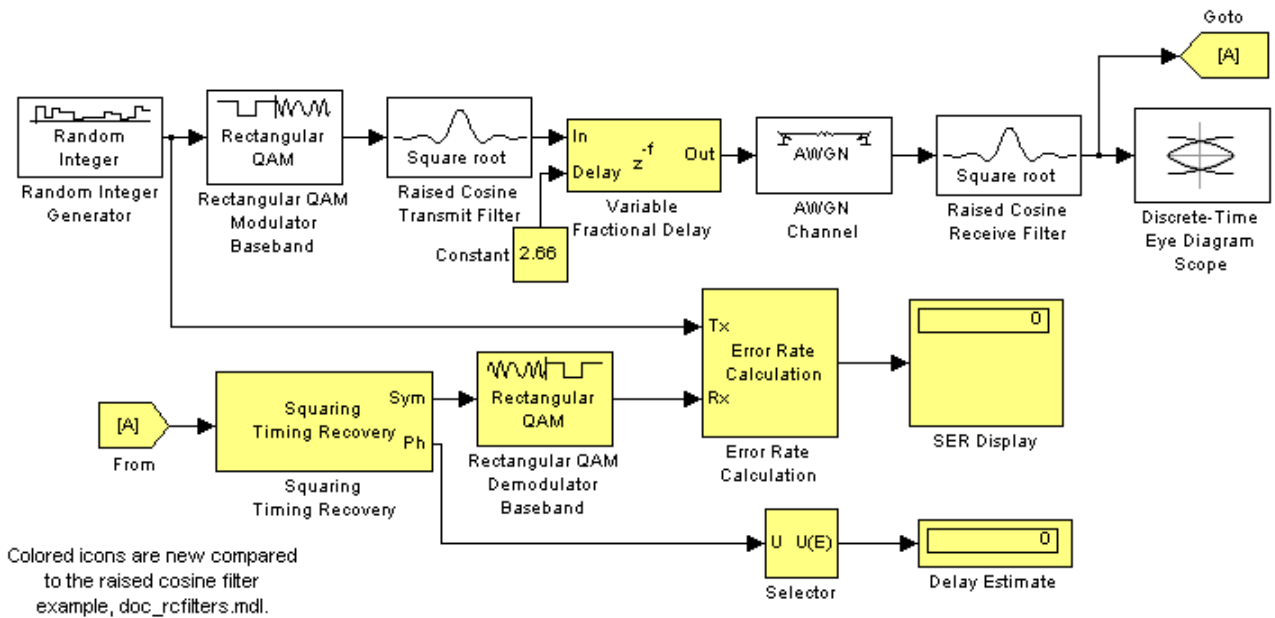 Goto
[A]
Random
Integer
Random Integer
Generator
Rectangular
QAM
Rectangular QAM
Modulator
Baseband
Square root
Raised Cosine
Transmit Filter
In
Delay
z-f
Out
Variable
Fractional Delay
Constant
2.66
AWGN
AWGN
Channel
Square root
Raised Cosine
Receive Filter
Discrete-Time
Eye Diagram
Scope
Tx
Rx
Error Rate
Calculation
Error Rate
Calculation
0
SER Display
[A]
From
Squaring
Timing Recovery
Sym
Ph
Squaring
Timing Recovery
Rectangular
QAM
Rectangular QAM
Demodulator
Baseband
U U(E)
Selector
0
Delay Estimate
Colored icons are new compared
to the raised cosine filter
example, doc_rcfilters.mdl.